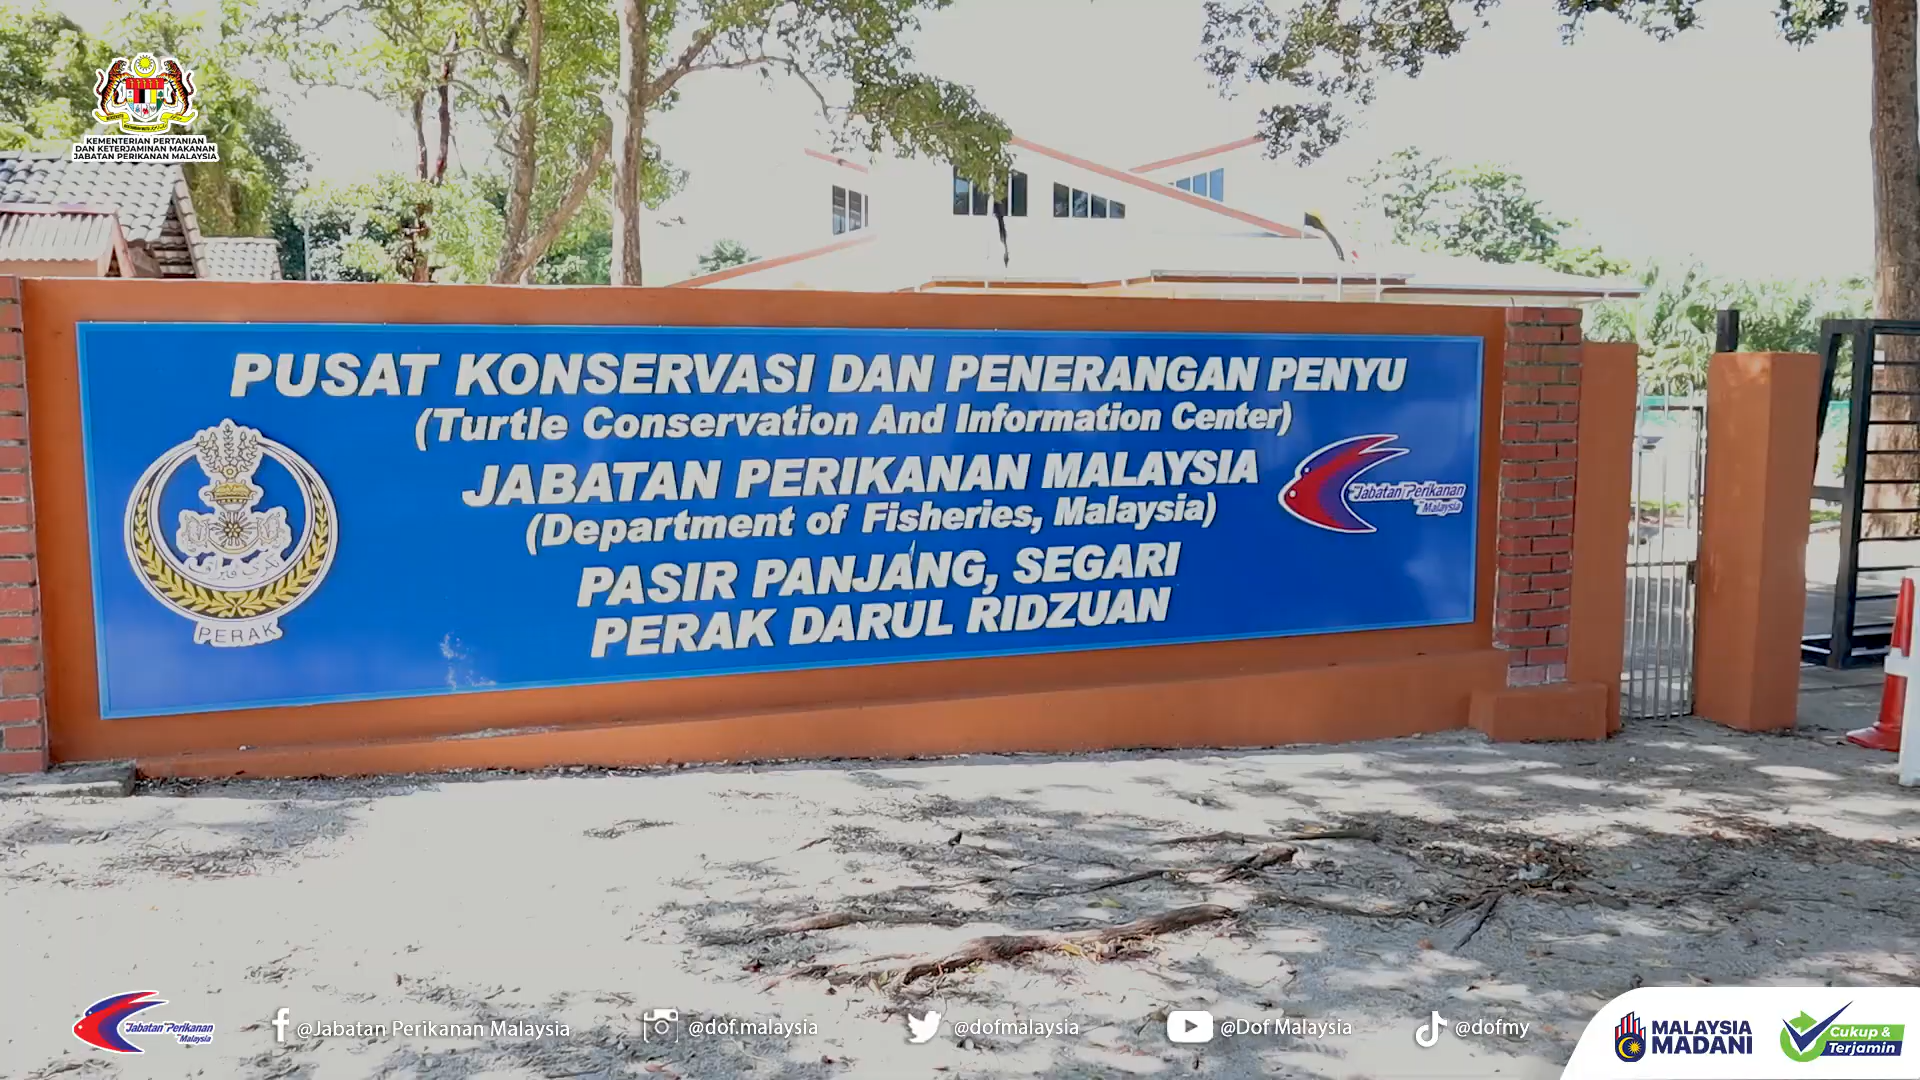 KEMENTERIAN PERTANIAN
DAN KETERJAMINAN MAKANAN
JABATAN PERIKANAN MALAYSIA
PUSAT KONSERVASI DAN PENERANGAN PENYU
(Turtle Conservation And Information Center)
JABATAN PERIKANAN MALAYSIA
(Department of Fisheries, Malaysia)
PASIR PANJANG, SEGARI
PERAK DARUL RIDZUAN
PERAK
Jabatan Perikanan
Malaysia
Jabatan Perikanan
Malaysia
@Jabatan Perikanan Malaysia
@dof.malaysia
@dofmalaysia
@Dof Malaysia
@dofmy
MALAYSIA
MADANI
Cukup &
Terjamin